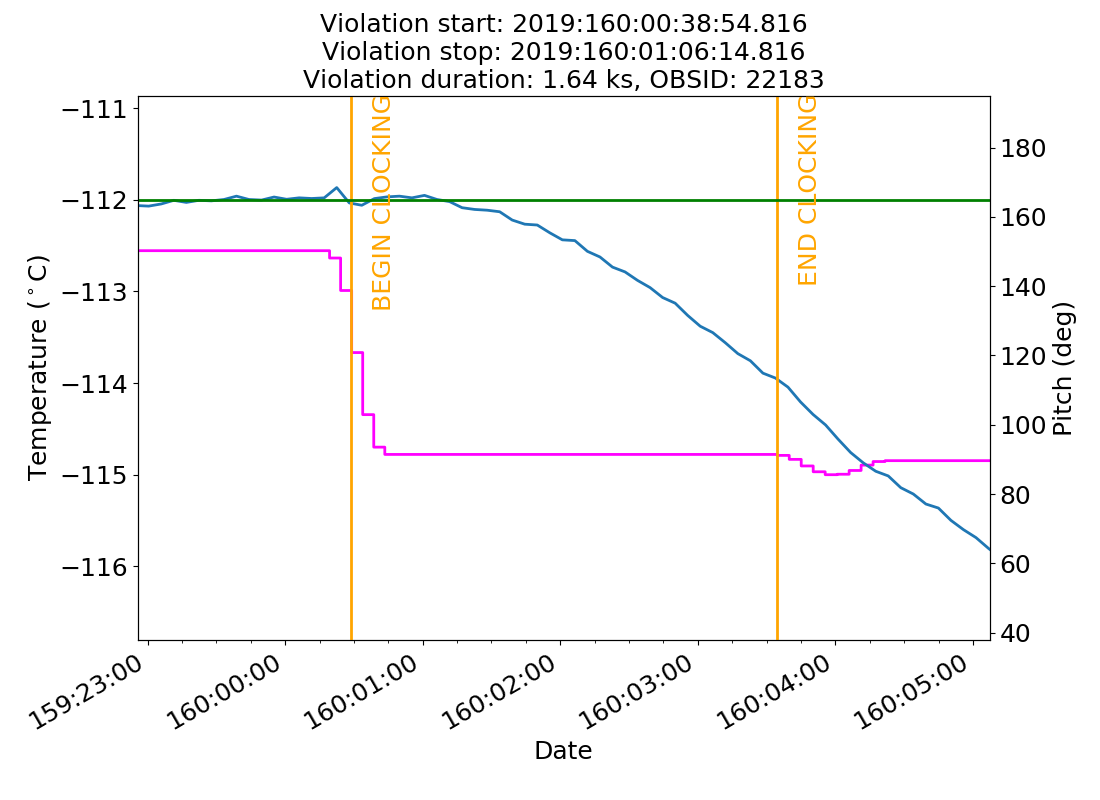 Violation start: 2019:160:00:38:54.816
Violation stop: 2019:160:01:06:14.816
Violation duration: 1.64 ks, OBSID: 22183
−111
−112
−113
−114
−115
−116
Temperature (°C)
BEGIN CLOCKING
END CLOCKING
180
160
140
120
100
80
60
40
Pitch (deg)
159:23:00
160:00:00
160:01:00
160:02:00
160:03:00
160:04:00
160:05:00
Date